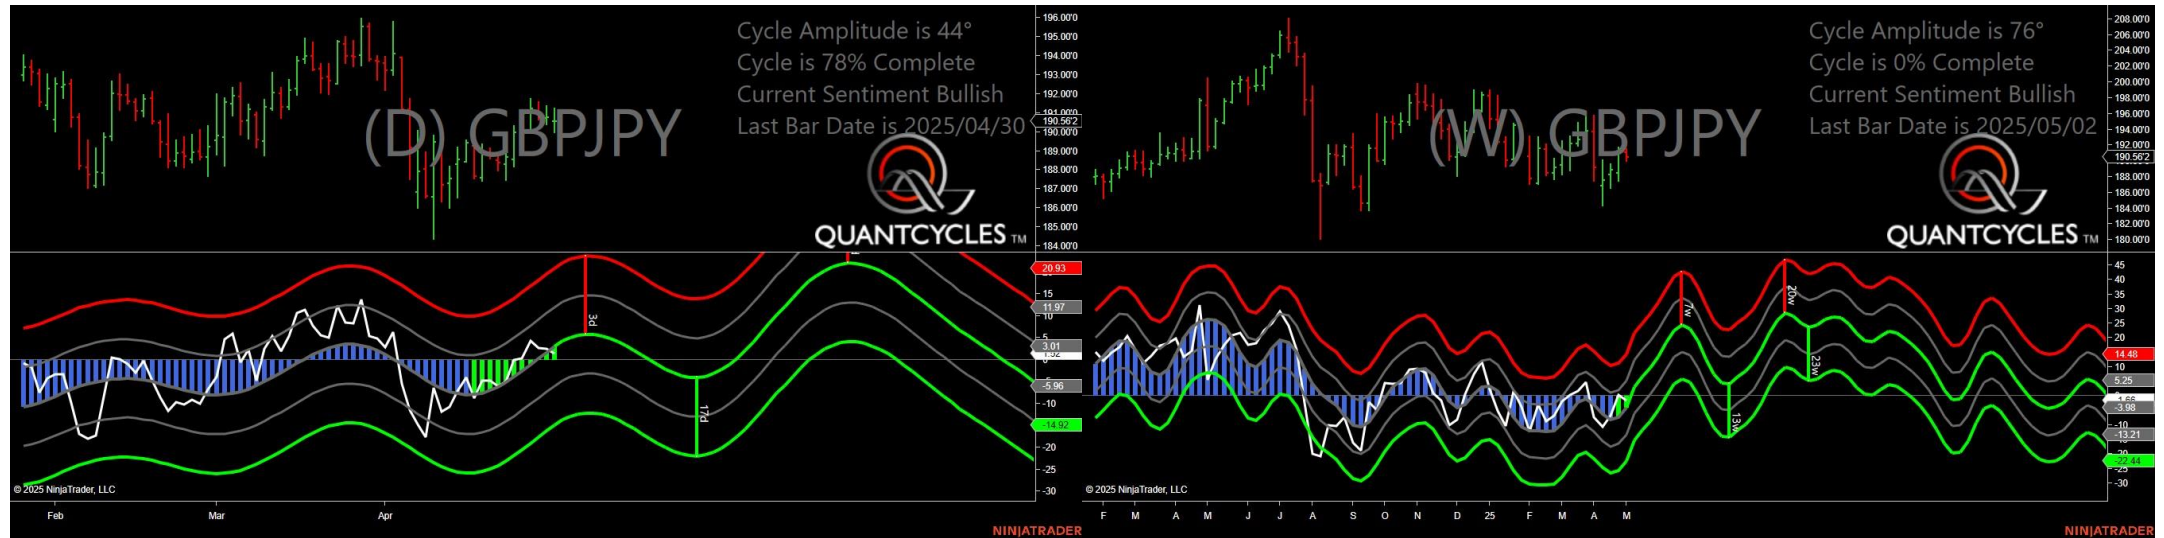 Cycle Amplitude is 44°
Cycle is 78% Complete
Current Sentiment Bullish
Last Bar Date is 2025/04/30
(D) GBPJPY
QUANTCYCLES TM
196.00'0
195.00'0
194.00'0
193.00'0
192.00'0
191.00'0
190.56'2
190.00'0
189.00'0
188.00'0
187.00'0
186.00'0
185.00'0
184.00'0
3d
17d
20.93
15
11.97
10
5
3.01
1.52
-5.96
-10
-14.92
-20
-25
-30
© 2025 NinjaTrader, LLC
Feb Mar Apr
NINJATRADER
Cycle Amplitude is 76°
Cycle is 0% Complete
Current Sentiment Bullish
Last Bar Date is 2025/05/02
(W) GBPJPY
QUANTCYCLES TM
208.00'0
206.00'0
204.00'0
202.00'0
200.00'0
198.00'0
196.00'0
194.00'0
192.00'0
190.56'2
188.00'0
186.00'0
184.00'0
182.00'0
180.00'0
7w
20w
23w
13w
45
40
35
30
25
20
14.48
10
5.25
-3.98
-10
-13.21
-22.44
-25
-30
© 2025 NinjaTrader, LLC
F M A M J J A S O N D 25 F M A M
NINJATRADER